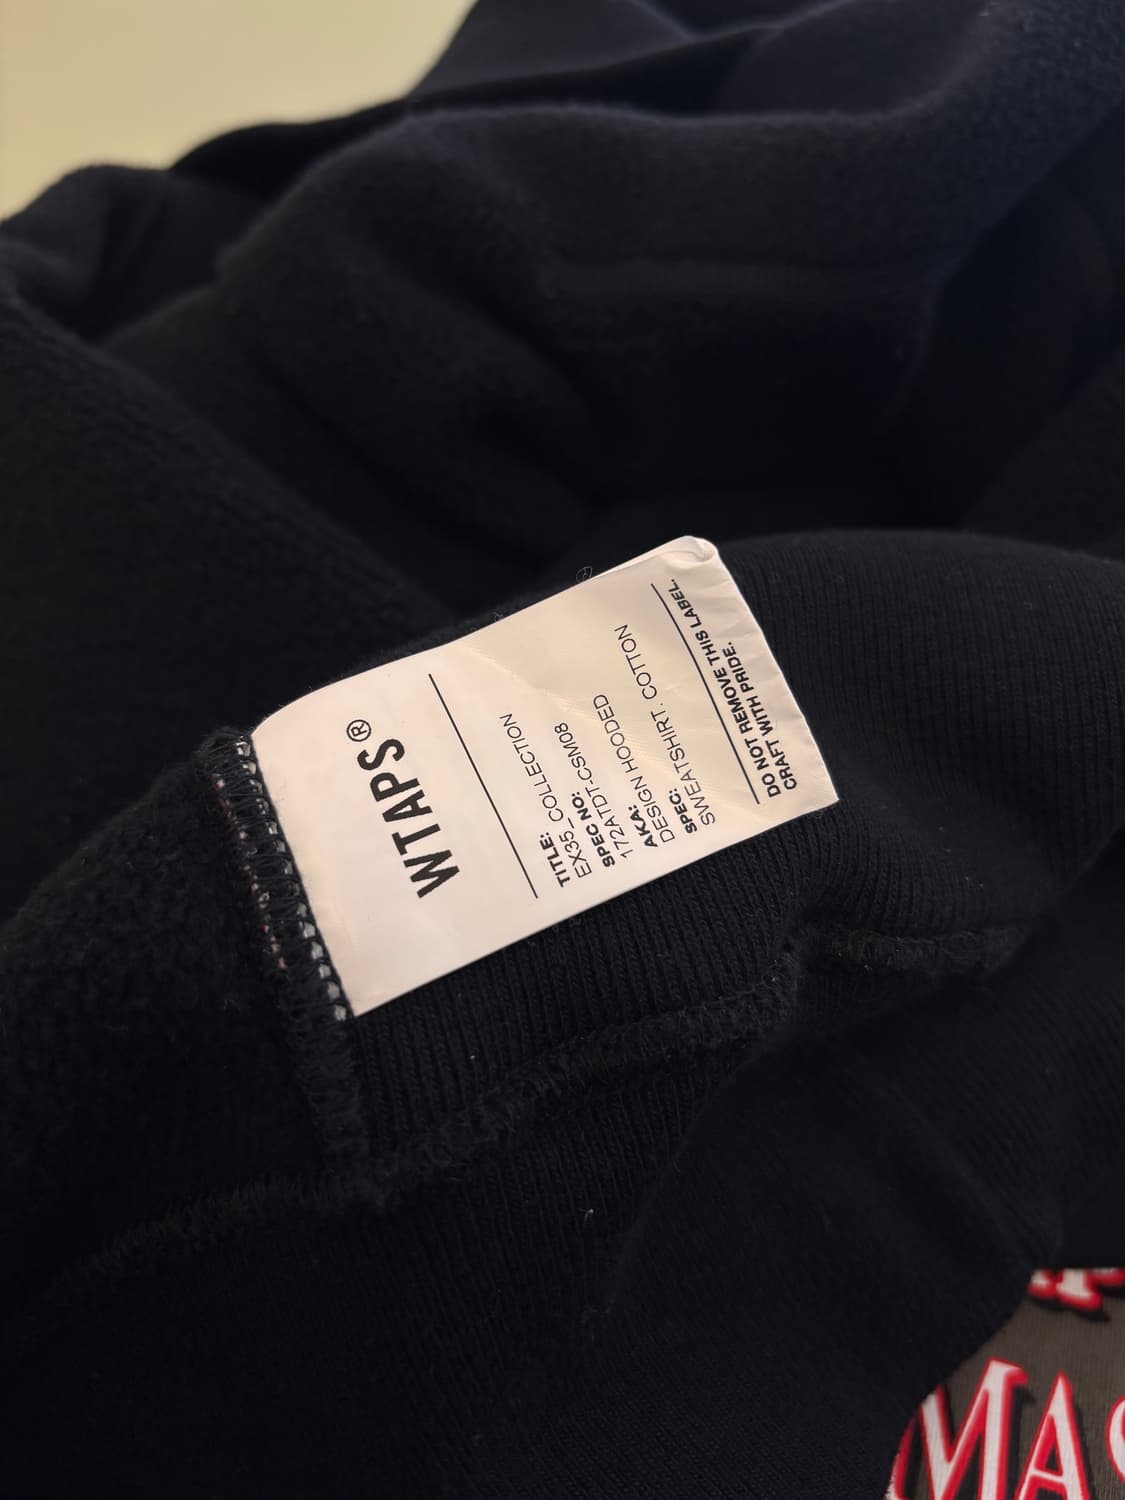 WTAPS®
TITLE:
EX35_COLLECTION
SPEC NO:
172ATDT-CSM08
AKA:
DESIGN HOODED
SPEC:
SWEATSHIRT. COTTON
DO NOT REMOVE THIS LABEL.
CRAFT WITH PRIDE.